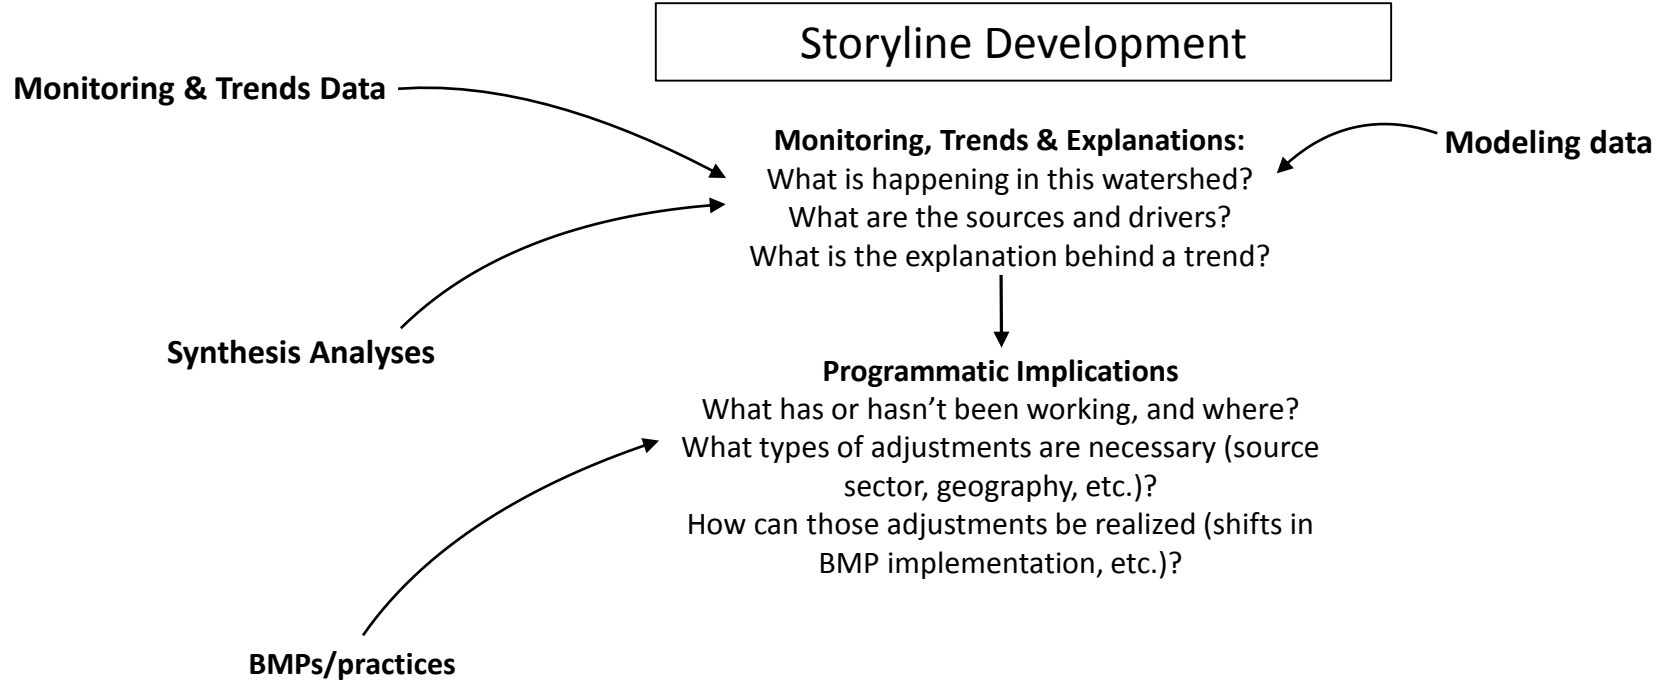 Storyline Development
Monitoring & Trends Data
Monitoring, Trends & Explanations:
What is happening in this watershed?
What are the sources and drivers?
What is the explanation behind a trend?
Modeling data
Synthesis Analyses
Programmatic Implications
What has or hasn’t been working, and where?
What types of adjustments are necessary (source
sector, geography, etc.)?
How can those adjustments be realized (shifts in
BMP implementation, etc.)?
BMPs/practices